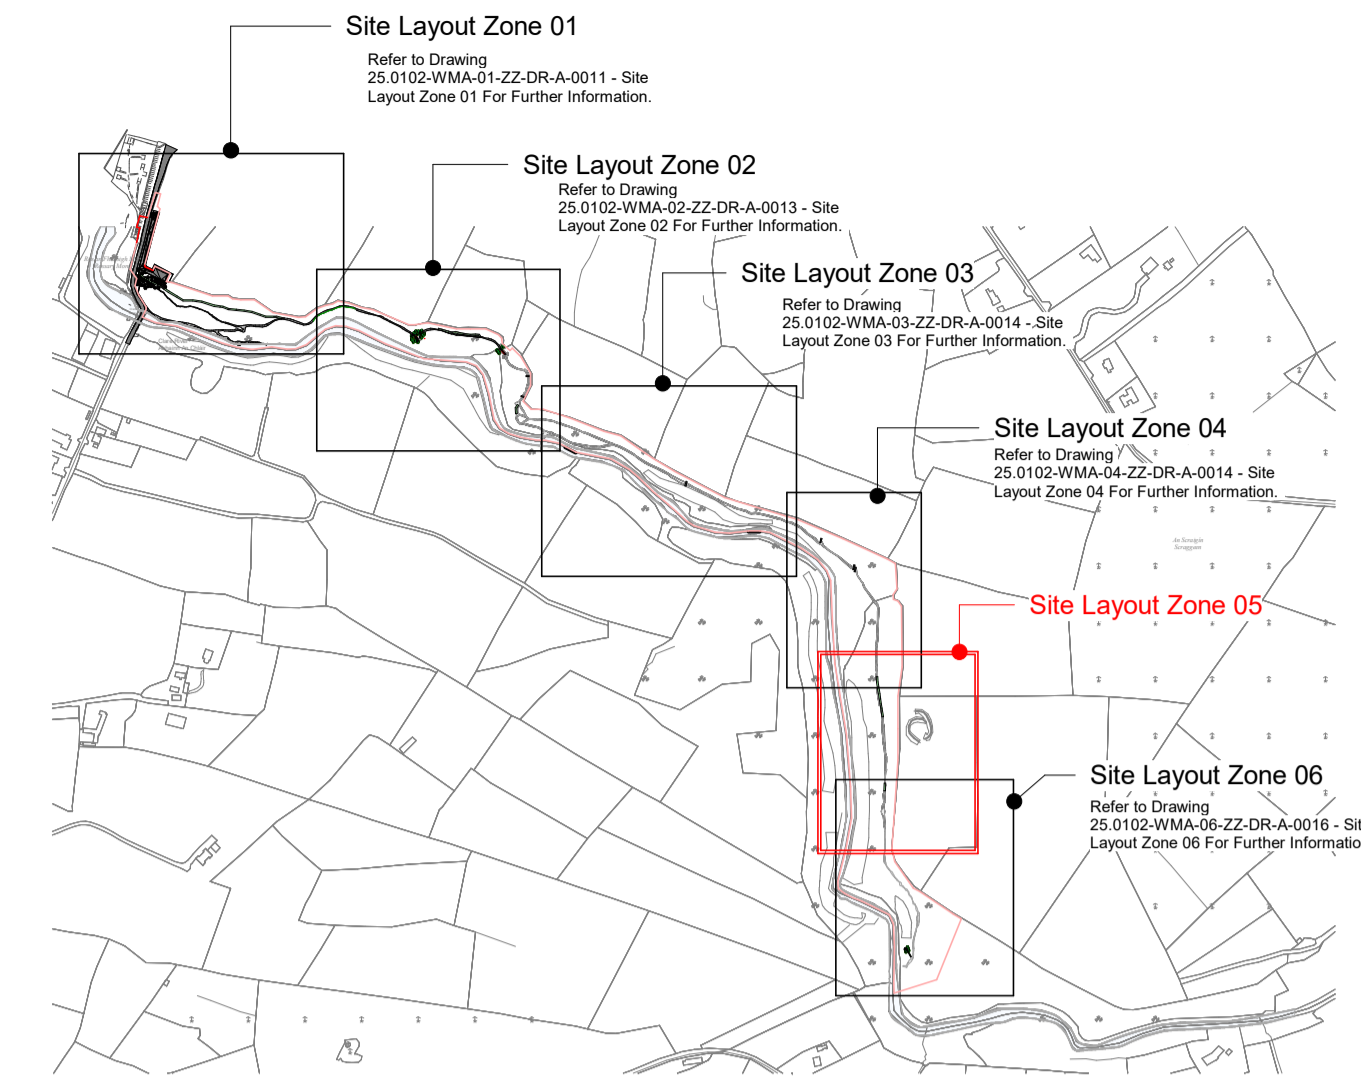 Site Layout Zone 01
Refer to Drawing
25.0102-WMA-01-ZZ-DR-A-0011 - Site
Layout Zone 01 For Further Information.
Site Layout Zone 02
Refer to Drawing
25.0102-WMA-02-ZZ-DR-A-0013 - Site
Layout Zone 02 For Further Information.
Site Layout Zone 03
Refer to Drawing
25.0102-WMA-03-ZZ-DR-A-0014 - Site
Layout Zone 03 For Further Information.
Site Layout Zone 04
Refer to Drawing
25.0102-WMA-04-ZZ-DR-A-0014 - Site
Layout Zone 04 For Further Information.
Scraggaun
Site Layout Zone 05
Site Layout Zone 06
Refer to Drawing
25.0102-WMA-06-ZZ-DR-A-0016 - Sit
Layout Zone 06 For Further Informatio